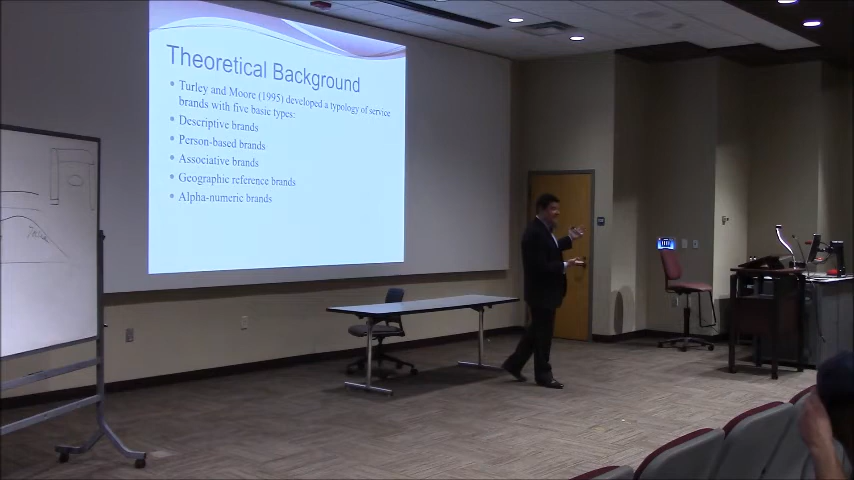 Theoretical Background
• Turley and Moore (1995) developed a typology of service
brands with five basic types:
• Descriptive brands
• Person-based brands
• Associative brands
• Geographic reference brands
• Alpha-numeric brands